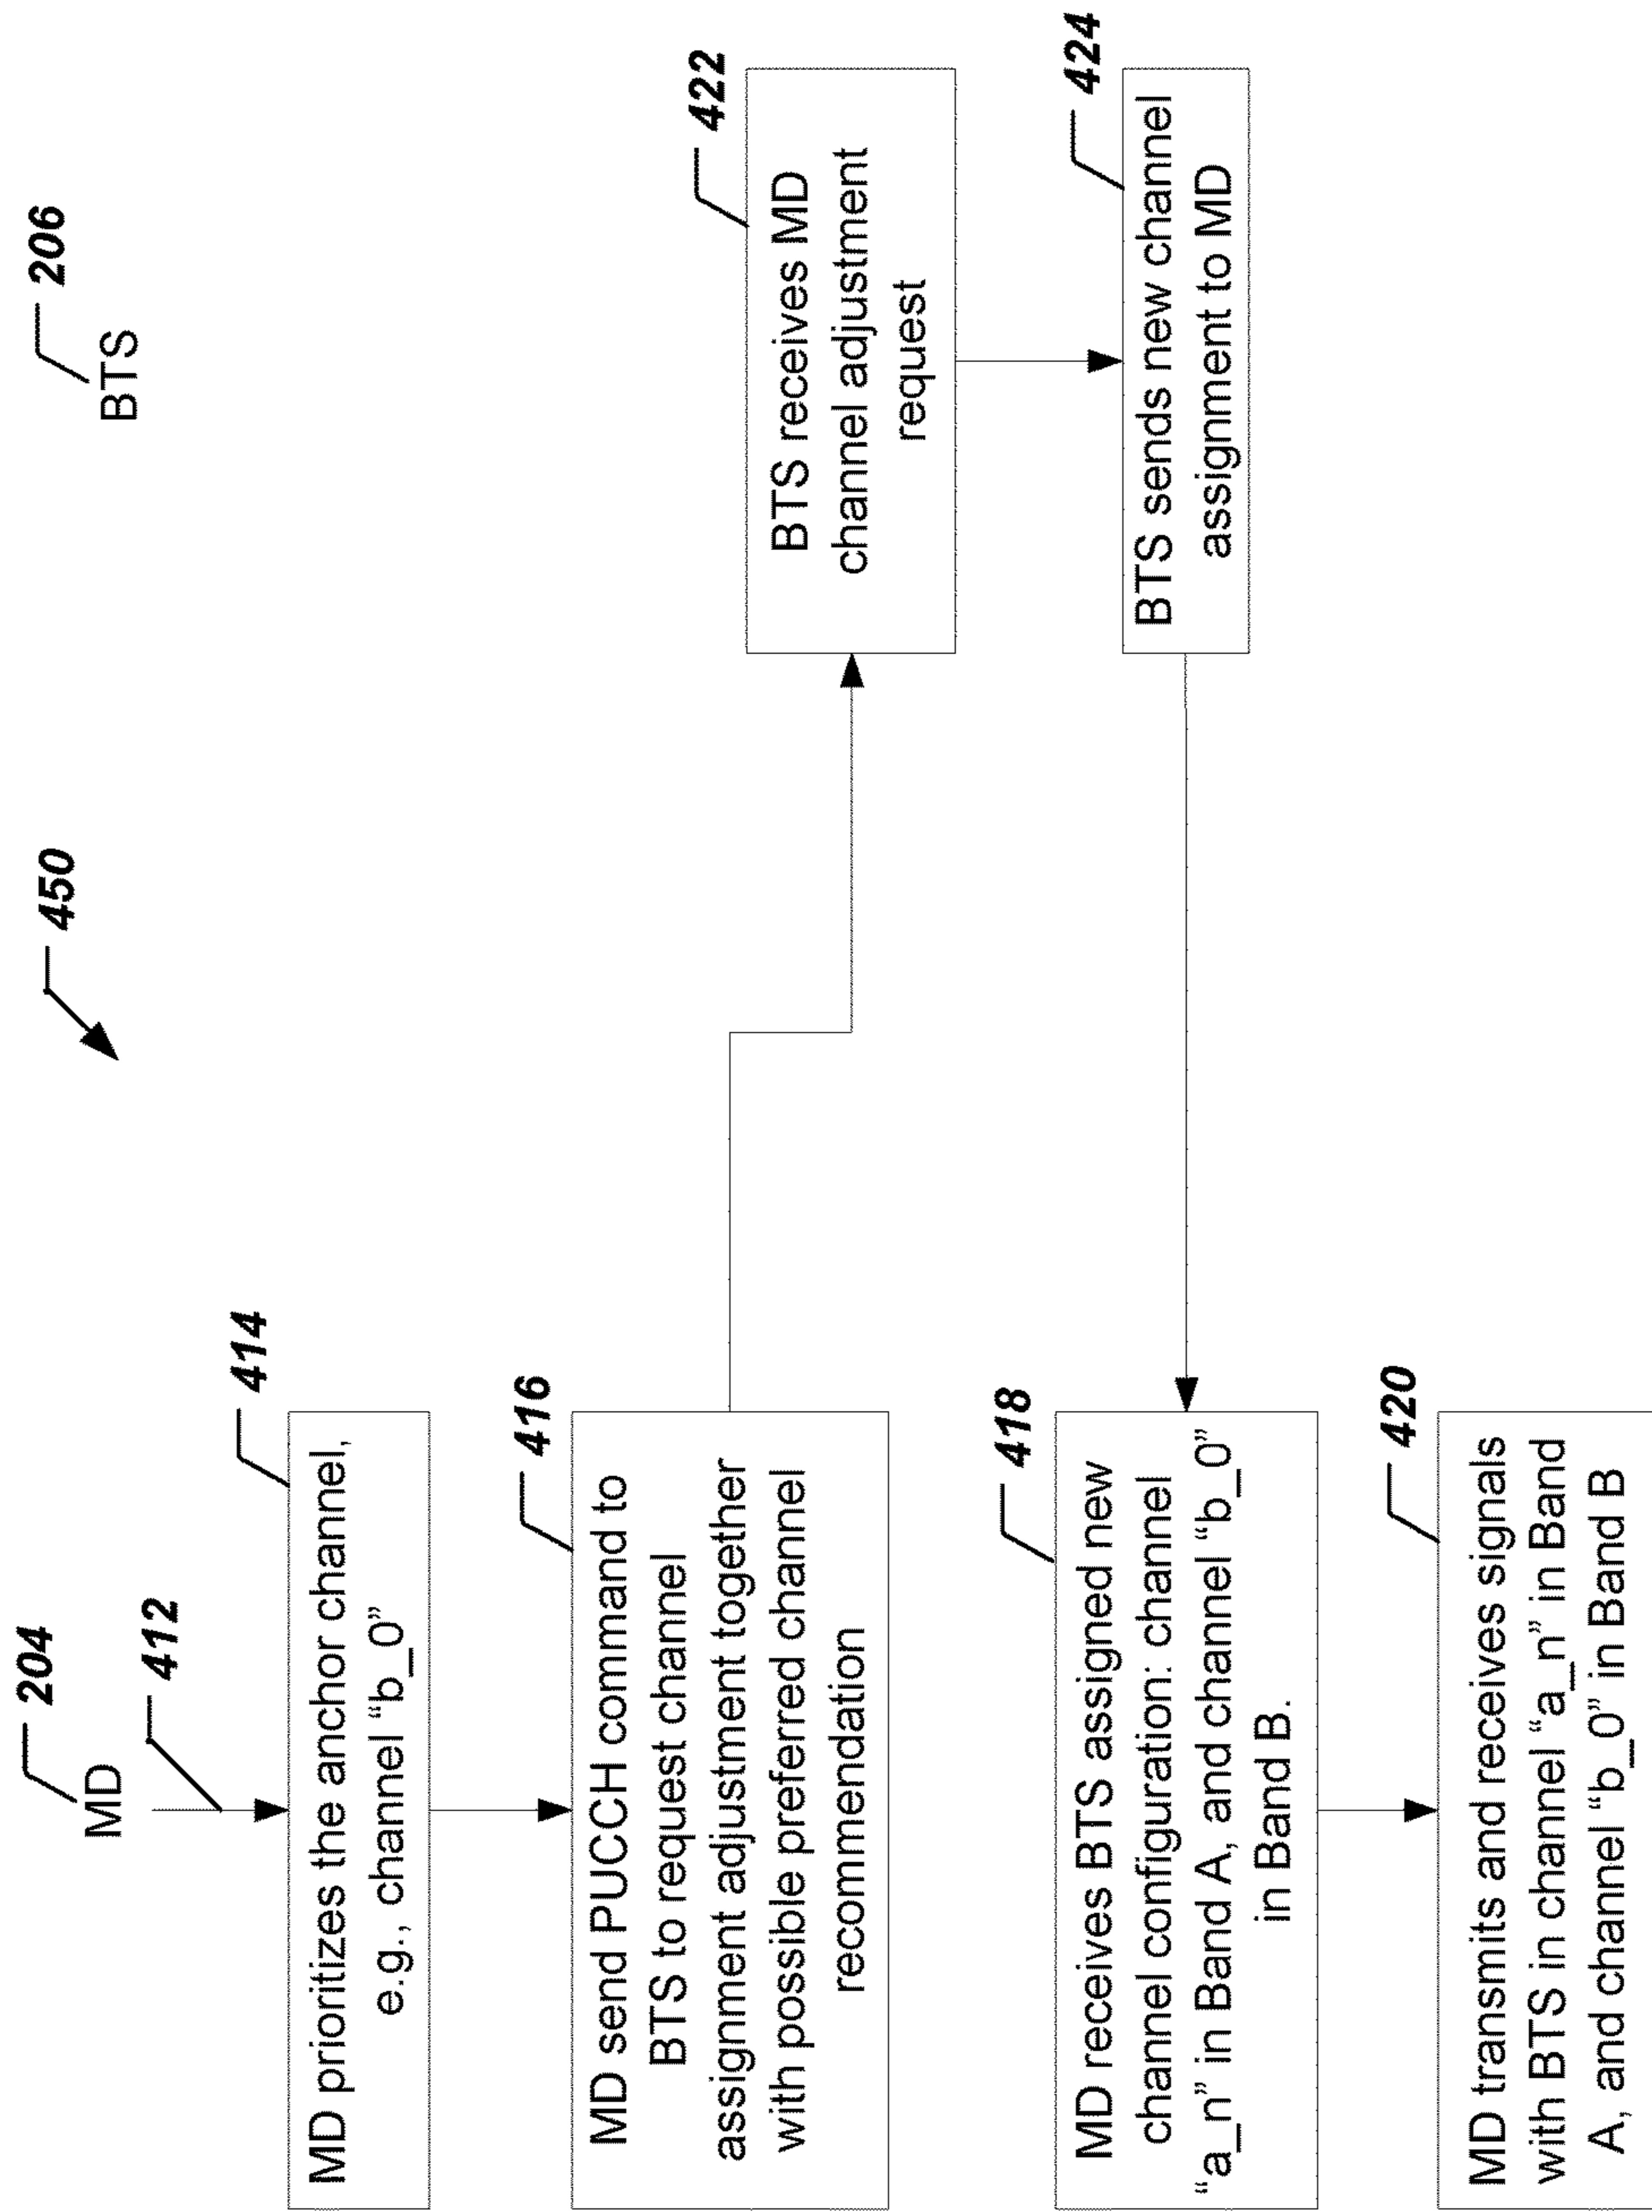 450
204
MD
206
BTS
412
414
MD prioritizes the anchor channel,
e.g., channel “b_0”
416
MD send PUCCH command to
BTS to request channel
assignment adjustment together
with possible preferred channel
recommendation
422
BTS receives MD
channel adjustment
request
424
BTS sends new channel
assignment to MD
418
MD receives BTS assigned new
channel configuration: channel
“a_n” in Band A, and channel “b_0”
in Band B.
420
MD transmits and receives signals
with BTS in channel “a_n” in Band
A, and channel “b_0” in Band B